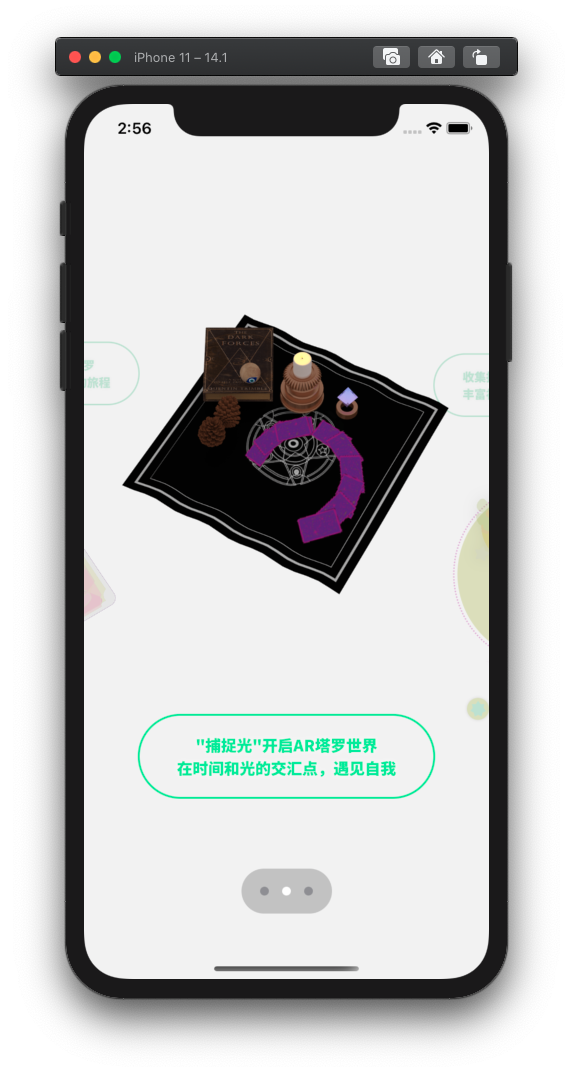 iPhone 11 – 14.1
2:56
DARK
FORCES
罗
旅程
收集
丰富
"捕捉光"开启AR塔罗世界
在时间和光的交汇点，遇见自我